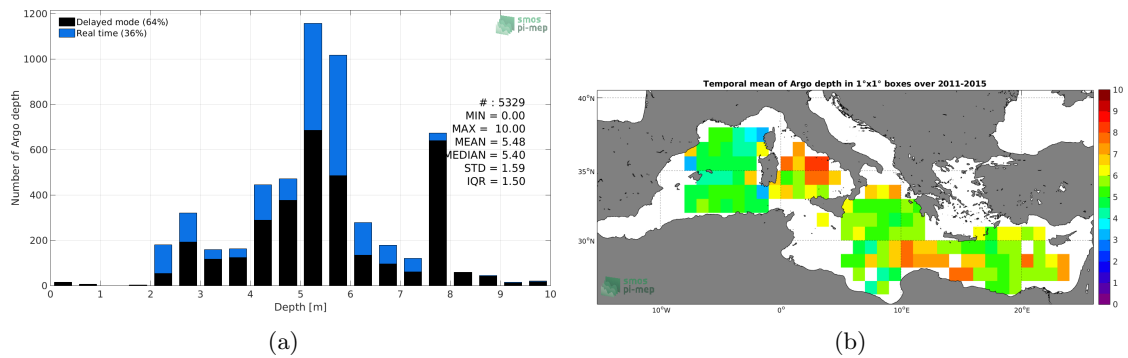 1200
1000
800
600
400
200
0
Number of Argo depth
Delayed mode (64%)
Real time (36%)
smos
pi-mep
# : 5329
MIN = 0.00
MAX = 10.00
MEAN = 5.48
MEDIAN = 5.40
STD = 1.59
IQR = 1.50
0 1 2 3 4 5 6 7 8 9 10
Depth [m]
(a)
Temporal mean of Argo depth in 1°x1° boxes over 2011-2015
40°N
35°N
30°N
10°W 0° 10°E 20°E
smos
pi-mep
10
9
8
7
6
5
4
3
2
1
0
(b)